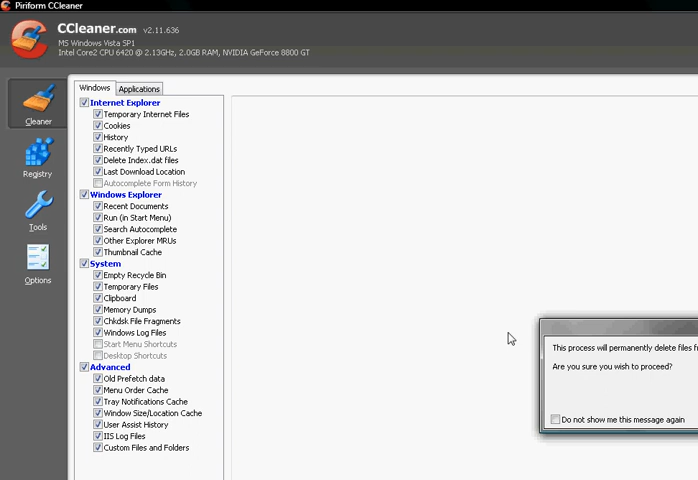 Piriform CCleaner
CCleaner.com v2.11.636
MS Windows Vista SP1
Intel Core2 CPU 6420 @ 2.13GHz, 2.0GB RAM, NVIDIA GeForce 8800 GT
Cleaner
Registry
Tools
Options
Windows Applications
Internet Explorer
Temporary Internet Files
Cookies
History
Recently Typed URLs
Delete Index.dat files
Last Download Location
Autocomplete Form History
Windows Explorer
Recent Documents
Run (in Start Menu)
Search Autocomplete
Other Explorer MRUs
Thumbnail Cache
System
Empty Recycle Bin
Temporary Files
Clipboard
Memory Dumps
Chkdsk File Fragments
Windows Log Files
Start Menu Shortcuts
Desktop Shortcuts
Advanced
Old Prefetch data
Menu Order Cache
Tray Notifications Cache
Window Size/Location Cache
User Assist History
IIS Log Files
Custom Files and Folders
This process will permanently delete files
Are you sure you wish to proceed?
Do not show me this message again